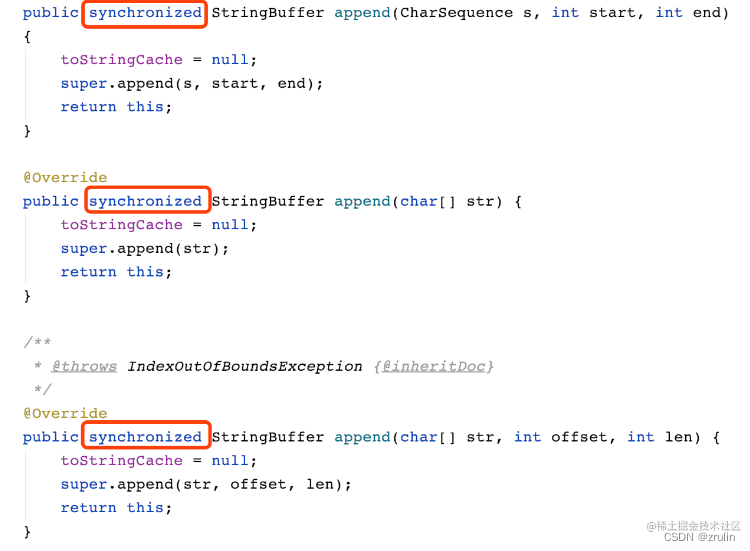 public synchronized StringBuffer append(CharSequence s, int start, int end)
{
    toStringCache = null;
    super.append(s, start, end);
    return this;
}

@Override
public synchronized StringBuffer append(char[] str) {
    toStringCache = null;
    super.append(str);
    return this;
}

/**
 * @throws IndexOutOfBoundsException {@inheritDoc}
 */
@Override
public synchronized StringBuffer append(char[] str, int offset, int len) {
    toStringCache = null;
    super.append(str, offset, len);
    return this;
}
@稀土掘金技术社区
CSDN @zrulin